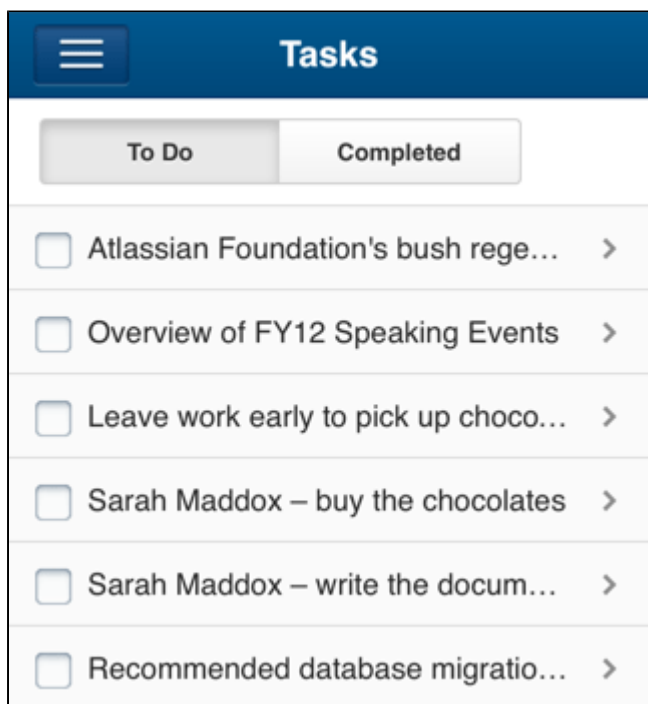 Tasks
To Do
Completed
Atlassian Foundation's bush rege...
Overview of FY12 Speaking Events
Leave work early to pick up choco...
Sarah Maddox – buy the chocolates
Sarah Maddox – write the docum...
Recommended database migratio...